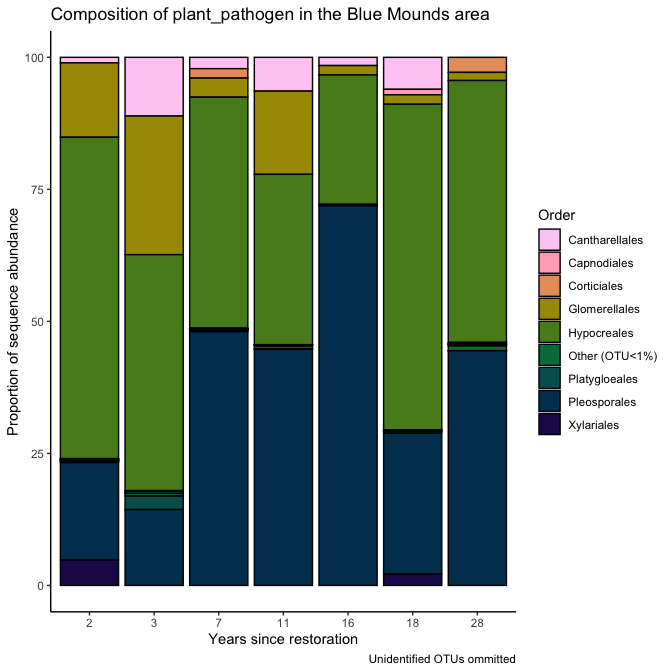 Composition of plant_pathogen in the Blue Mounds area
Proportion of sequence abundance
100
75
50
25
0
2 3 7 11 16 18 28
Years since restoration
Order
Cantharellales
Capnodiales
Corticiales
Glomerellales
Hypocreales
Other (OTU<1%)
Platygloeales
Pleosporales
Xylariales
Unidentified OTUs ommitted